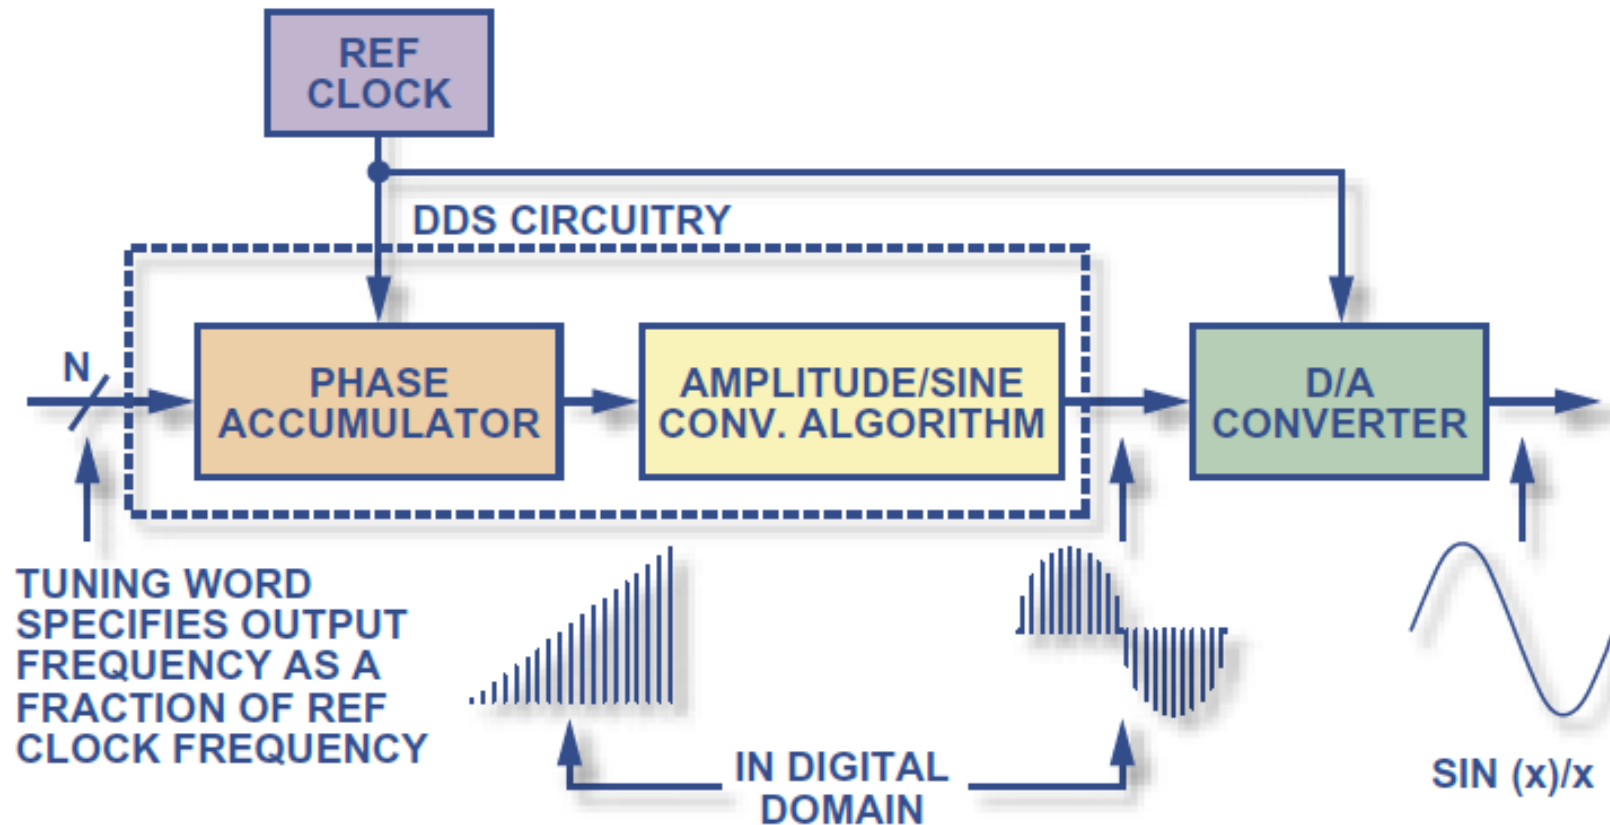 REF
CLOCK
DDS CIRCUITRY
N
PHASE
ACCUMULATOR
AMPLITUDE/SINE
CONV. ALGORITHM
D/A
CONVERTER
TUNING WORD
SPECIFIES OUTPUT
FREQUENCY AS A
FRACTION OF REF
CLOCK FREQUENCY
IN DIGITAL
DOMAIN
SIN (x)/x